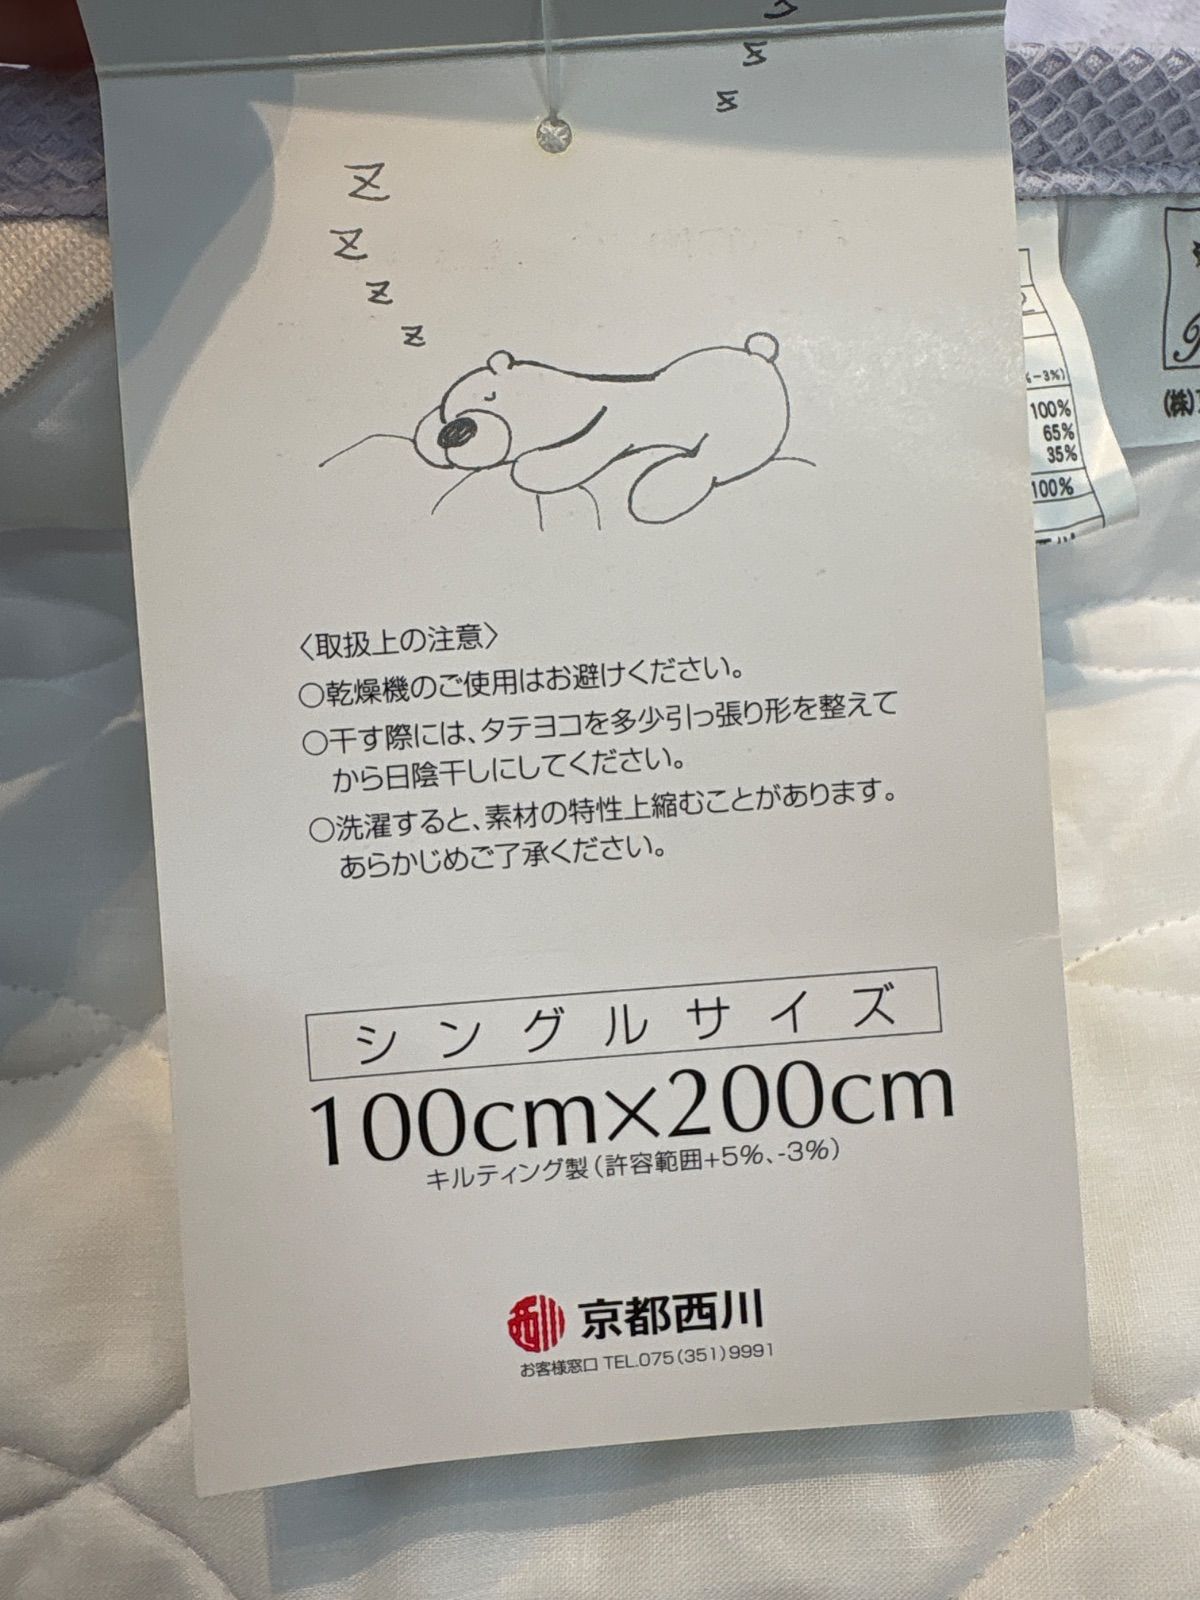 Z
Z
Z
Z
Z
Z
〈取扱上の注意〉
○乾燥機のご使用はお避けください。
○干す際には、タテヨコを多少引っ張り形を整えて
から日陰干しにしてください。
○洗濯すると、素材の特性上縮むことがあります。
あらかじめご了承ください。
シングルサイズ
100cm×200cm
キルティング製（許容範囲+5%、-3%）
西川 京都西川
お客様窓口 TEL.075(351)9991
-3%)
100%
65%
35%
100%
(株)